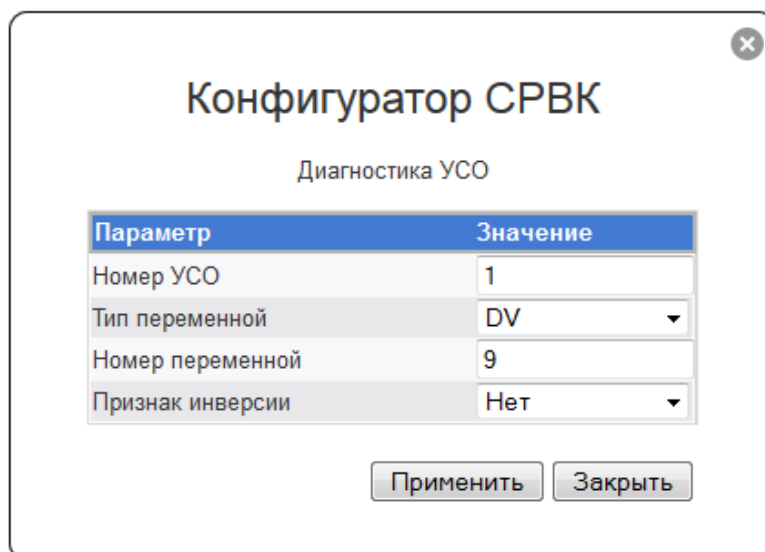 Конфигуратор СРВК
Диагностика УСО
Параметр Значение
Номер УСО 1
Тип переменной DV
Номер переменной 9
Признак инверсии Нет
Применить Закрыть